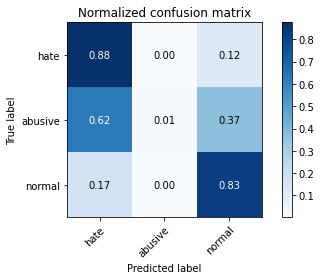 Normalized confusion matrix
True label
hate
0.88 0.00 0.12
abusive
0.62 0.01 0.37
normal
0.17 0.00 0.83
hate abusive normal
Predicted label
0.8
0.7
0.6
0.5
0.4
0.3
0.2
0.1